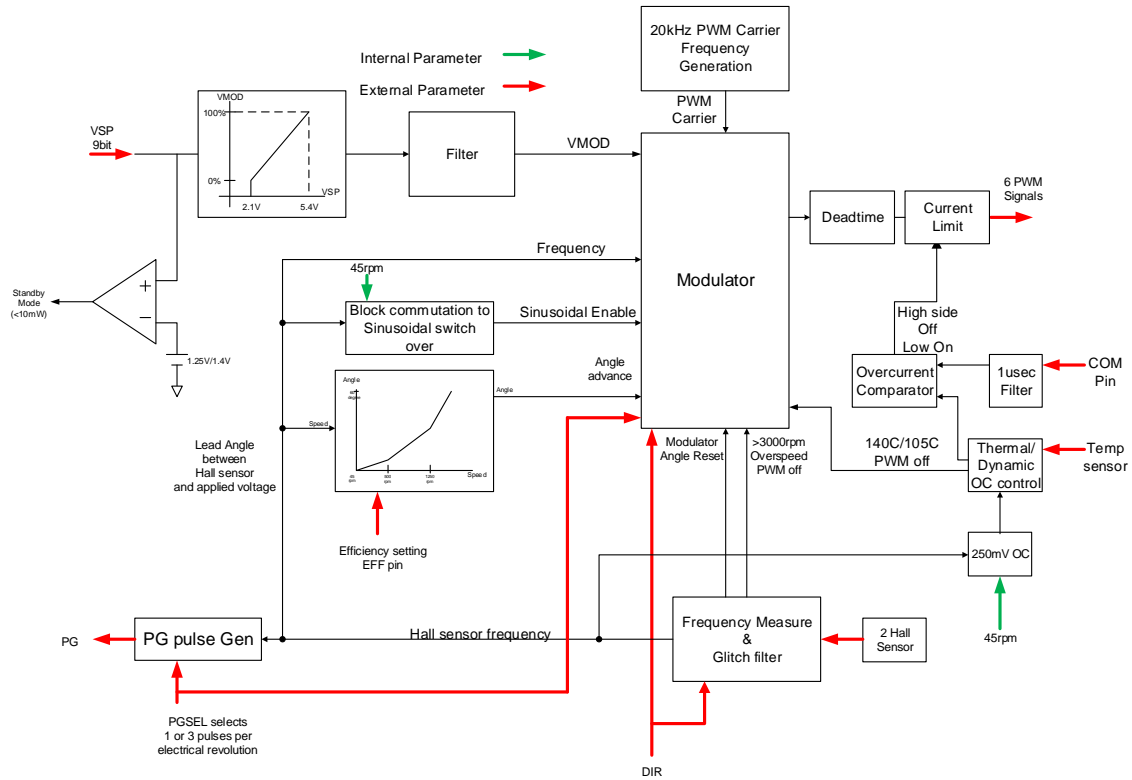 20kHz PWM Carrier
Frequency
Generation
Internal Parameter
External Parameter
PWM
Carrier
VSP
9bit
VMOD
100%
0%
VSP
2.1V
5.4V
Filter
VMOD
Modulator
Deadtime
Current
Limit
6 PWM
Signals
Frequency
45rpm
Block commutation to
Sinusoidal switch
over
Sinusoidal Enable
Standby
Mode
(<10mW)
+
−
1.25V/1.4V
High side
Off
Low On
Overcurrent
Comparator
1usec
Filter
COM
Pin
Angle
advance
Angle
degree
Angle
Speed
Speed
rpm
rpm
1250
rpm
Lead Angle
between
Hall sensor
and applied voltage
Efficiency setting
EFF pin
Modulator
Angle Reset
>3000rpm
Overspeed
PWM off
140C/105C
PWM off
Thermal/
Dynamic
OC control
Temp
sensor
250mV OC
45rpm
PG
PG pulse Gen
Hall sensor frequency
Frequency Measure
&
Glitch filter
2 Hall
Sensor
PGSEL selects
1 or 3 pulses per
electrical revolution
DIR